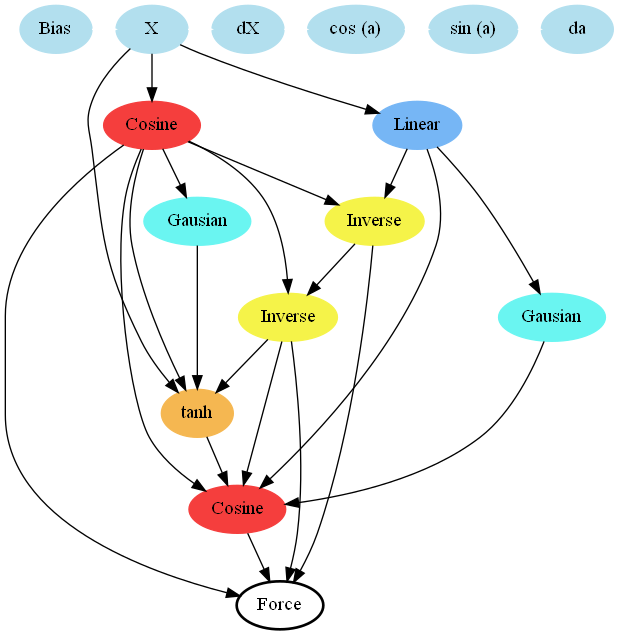 Bias X dX cos (a) sin (a) da
Cosine Linear
Gausian Inverse
Inverse Gausian
tanh
Cosine
Force